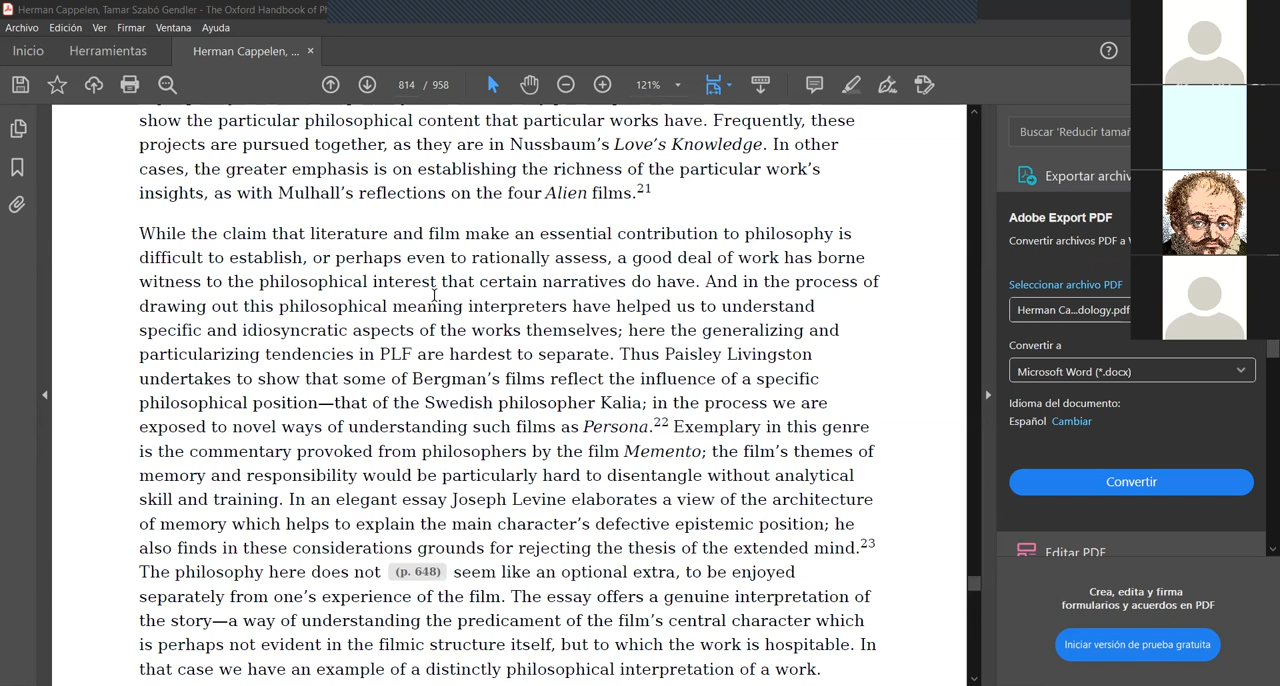 Herman Cappelen, Tamar Szabó Gendler - The Oxford Handbook of Ph
Archivo Edición Ver Firmar Ventana Ayuda
Inicio Herramientas Herman Cappelen, ... ×
814 / 958 121%
show the particular philosophical content that particular works have. Frequently, these
projects are pursued together, as they are in Nussbaum's Love's Knowledge. In other
cases, the greater emphasis is on establishing the richness of the particular work's
insights, as with Mulhall's reflections on the four Alien films.21
While the claim that literature and film make an essential contribution to philosophy is
difficult to establish, or perhaps even to rationally assess, a good deal of work has borne
witness to the philosophical interest that certain narratives do have. And in the process of
drawing out this philosophical meaning interpreters have helped us to understand
specific and idiosyncratic aspects of the works themselves; here the generalizing and
particularizing tendencies in PLF are hardest to separate. Thus Paisley Livingston
undertakes to show that some of Bergman's films reflect the influence of a specific
philosophical position—that of the Swedish philosopher Kalia; in the process we are
exposed to novel ways of understanding such films as Persona.22 Exemplary in this genre
is the commentary provoked from philosophers by the film Memento; the film's themes of
memory and responsibility would be particularly hard to disentangle without analytical
skill and training. In an elegant essay Joseph Levine elaborates a view of the architecture
of memory which helps to explain the main character's defective epistemic position; he
also finds in these considerations grounds for rejecting the thesis of the extended mind.23
The philosophy here does not (p. 648) seem like an optional extra, to be enjoyed
separately from one's experience of the film. The essay offers a genuine interpretation of
the story—a way of understanding the predicament of the film's central character which
is perhaps not evident in the filmic structure itself, but to which the work is hospitable. In
that case we have an example of a distinctly philosophical interpretation of a work.
Buscar 'Reducir tamañ
Exportar archiv
Adobe Export PDF
Convertir archivos PDF a
Seleccionar archivo PDF
Herman Ca...dology.pdf
Convertir a
Microsoft Word (*.docx)
Idioma del documento:
Español Cambiar
Convertir
Editar PDF
Crea, edita y firma
formularios y acuerdos en PDF
Iniciar versión de prueba gratuita